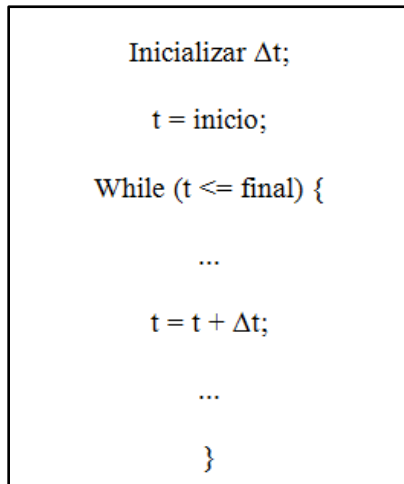 Inicializar Δt;
t = inicio;
While (t <= final) {
...
t = t + Δt;
...
}